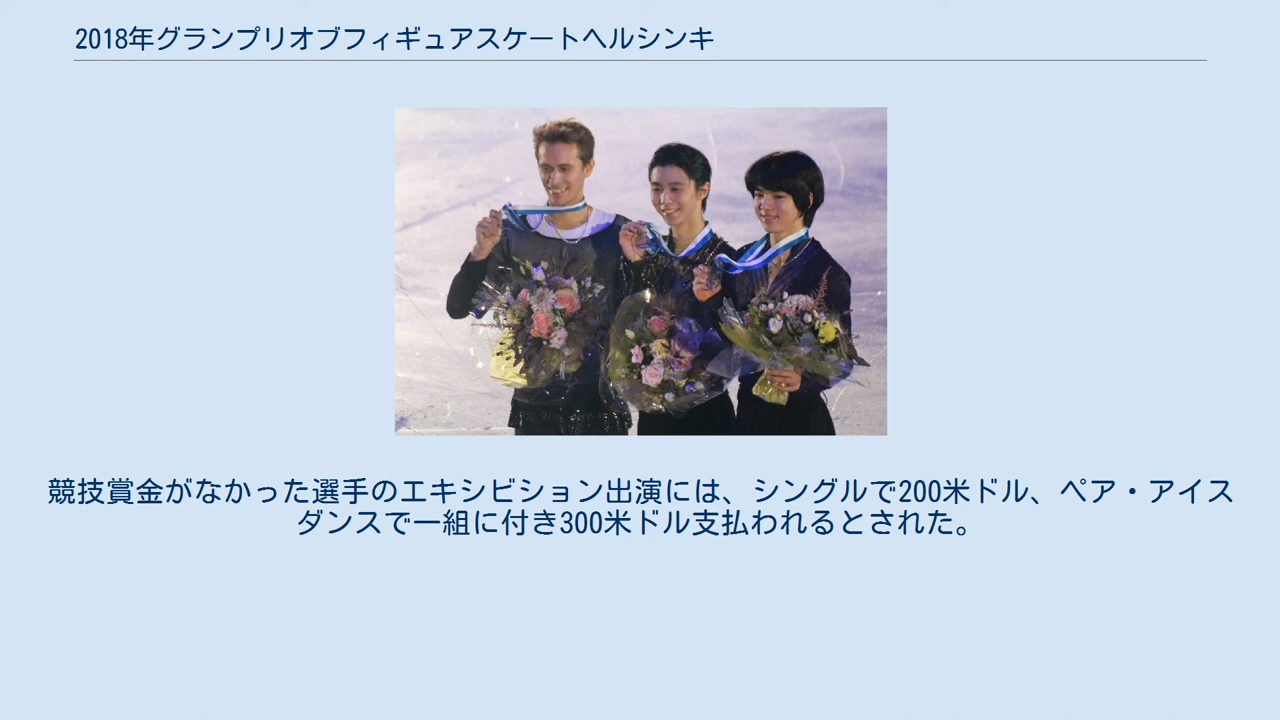 2018年グランプリオブフィギュアスケートヘルシンキ
競技賞金がなかった選手のエキシビション出演には、シングルで200米ドル、ペア・アイス
ダンスで一組に付き300米ドル支払われるとされた。